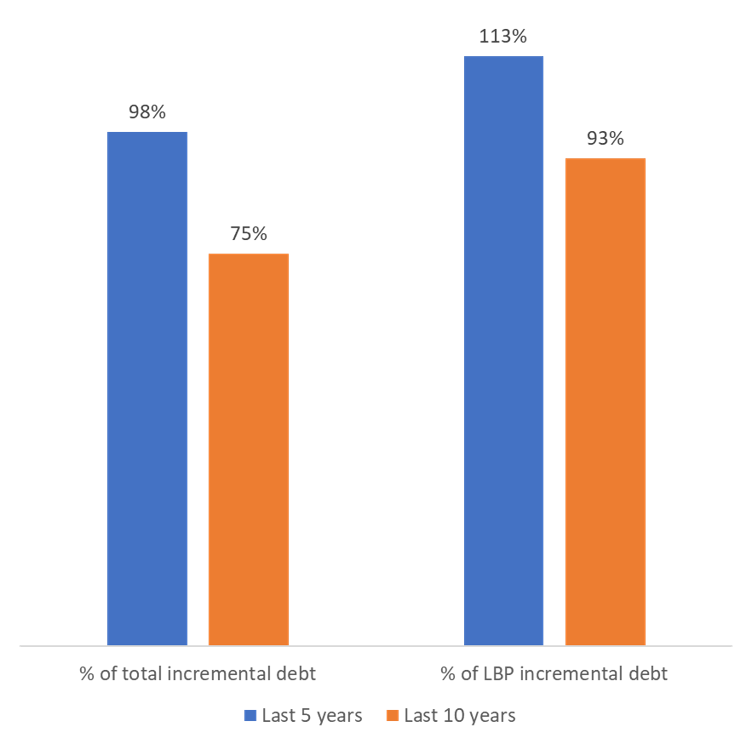 113%
98%
93%
75%
% of total incremental debt % of LBP incremental debt
Last 5 years Last 10 years